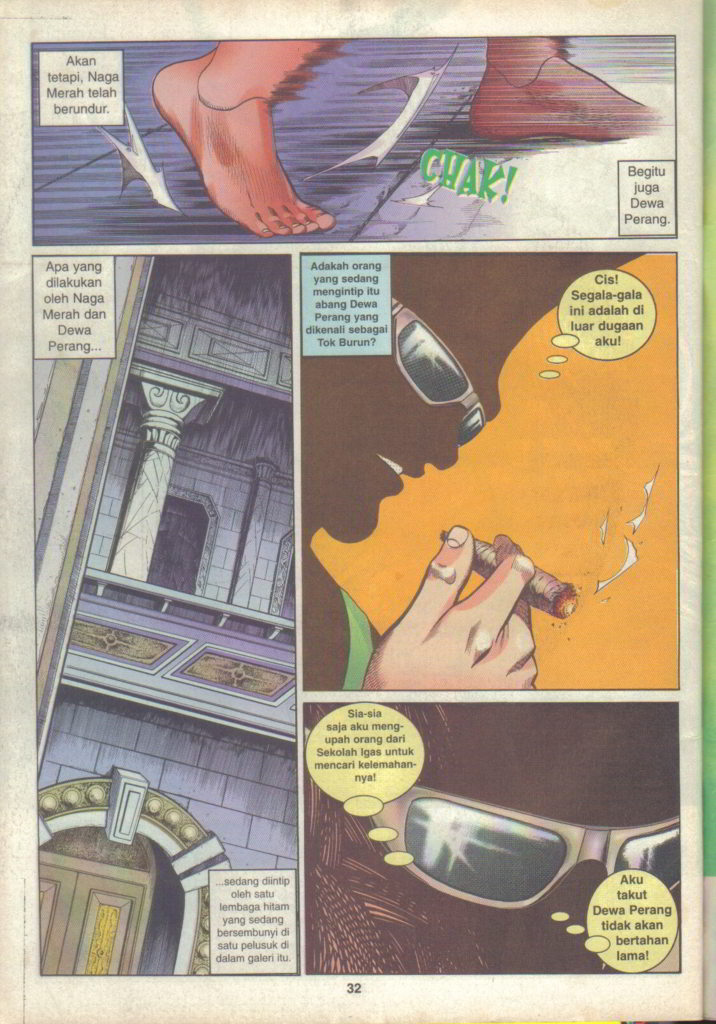 Akan
tetapi, Naga
Merah telah
berundur.
CHAK!
Begitu
juga
Dewa
Perang.
Apa yang
dilakukan
oleh Naga
Merah dan
Dewa
Perang...
...sedang diintip
oleh satu
lembaga hitam
yang sedang
bersembunyi di
satu pelusuk di
dalam galeri itu.
Adakah orang
yang sedang
mengintip itu
abang Dewa
Perang yang
dikenali sebagai
Tok Burun?
Cis!
Segala-gala
ini adalah di
luar dugaan
aku!
Sia-sia
saja aku meng-
upah orang dari
Sekolah Igas untuk
mencari kelemahan-
nya!
Aku
takut
Dewa Perang
tidak akan
bertahan
lama!
32